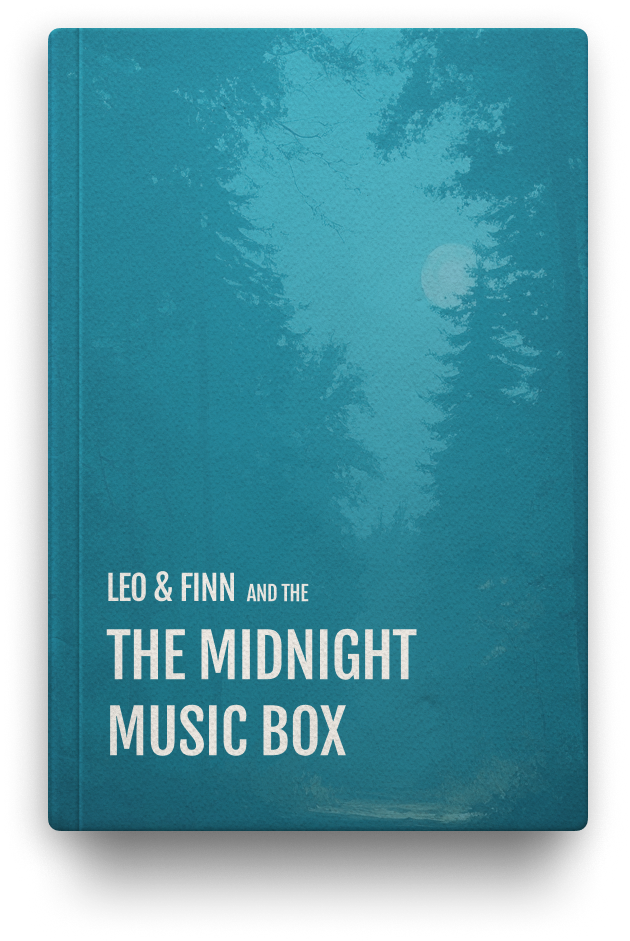 LEO & FINN AND THE
THE MIDNIGHT
MUSIC BOX